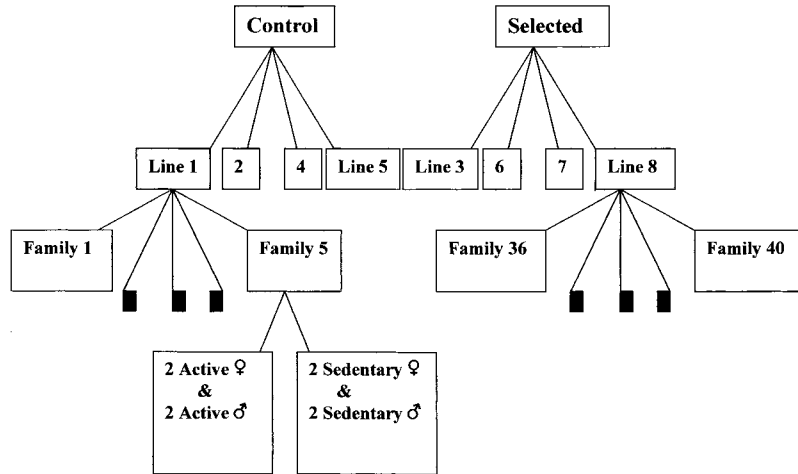 Control
Selected
Line 1
2
4
Line 5
Line 3
6
7
Line 8
Family 1
Family 5
Family 36
Family 40
2 Active ♀
&
2 Active ♂
2 Sedentary ♀
&
2 Sedentary ♂